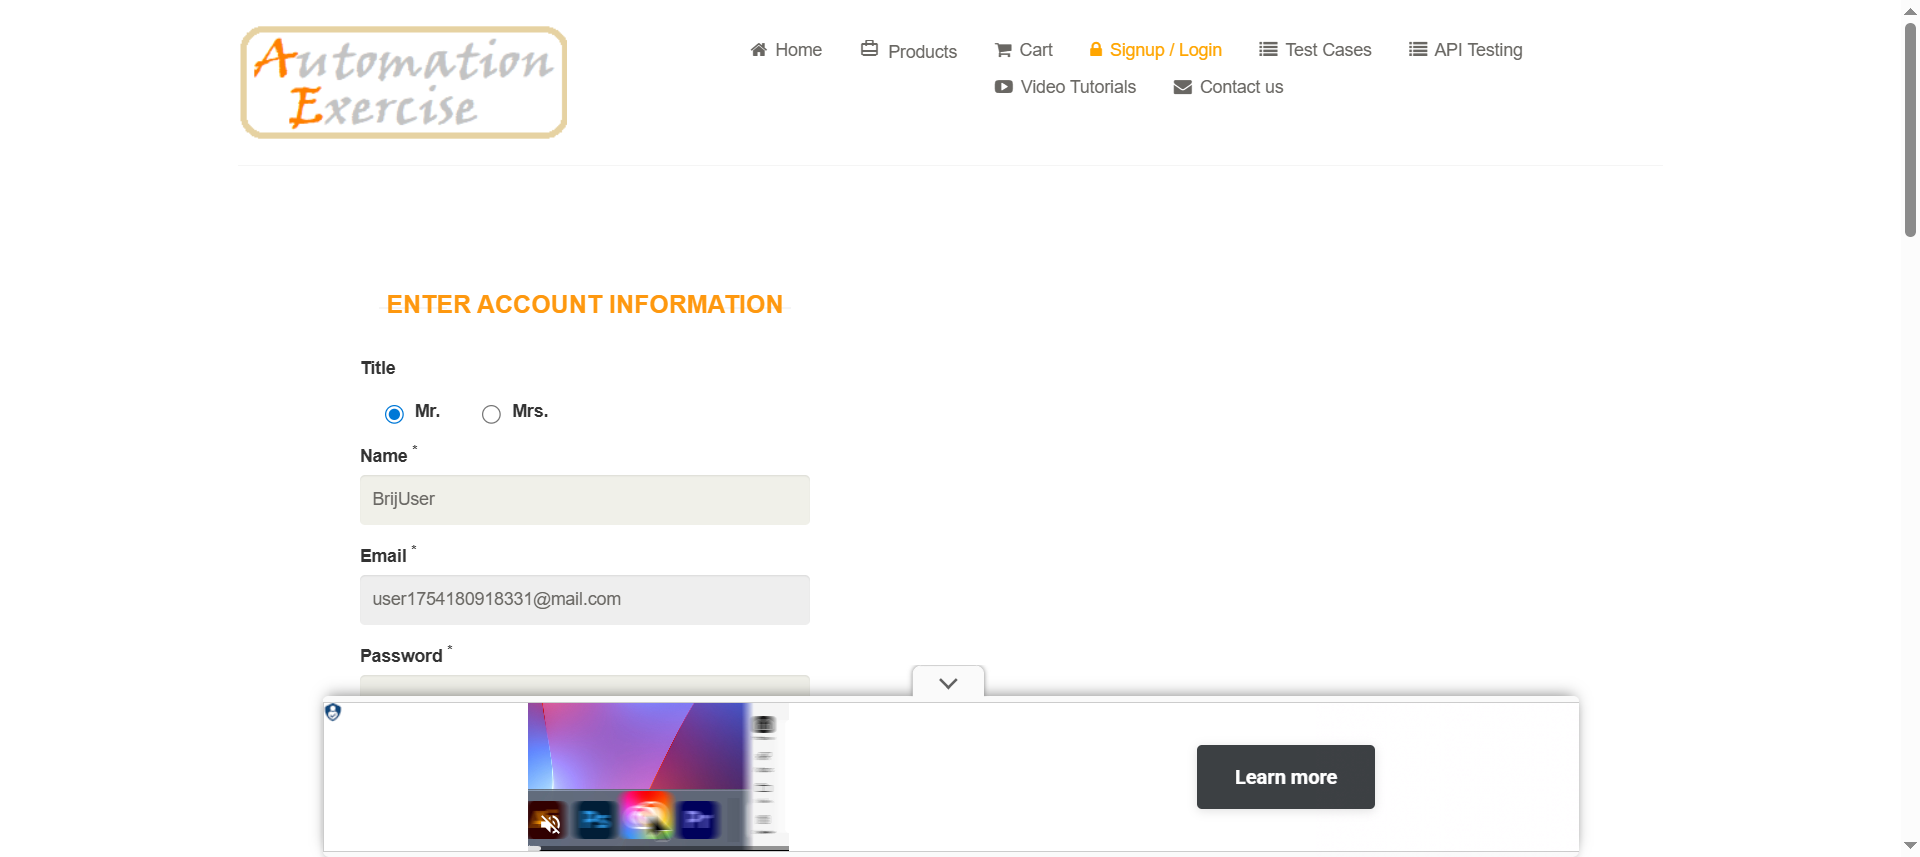 Automation
Exercise
Home
Products
Cart
Signup / Login
Test Cases
API Testing
Video Tutorials
Contact us
ENTER ACCOUNT INFORMATION
Title
Mr.
Mrs.
Name *
BrijUser
Email *
user1754180918331@mail.com
Password *
Ps
Pr
Learn more